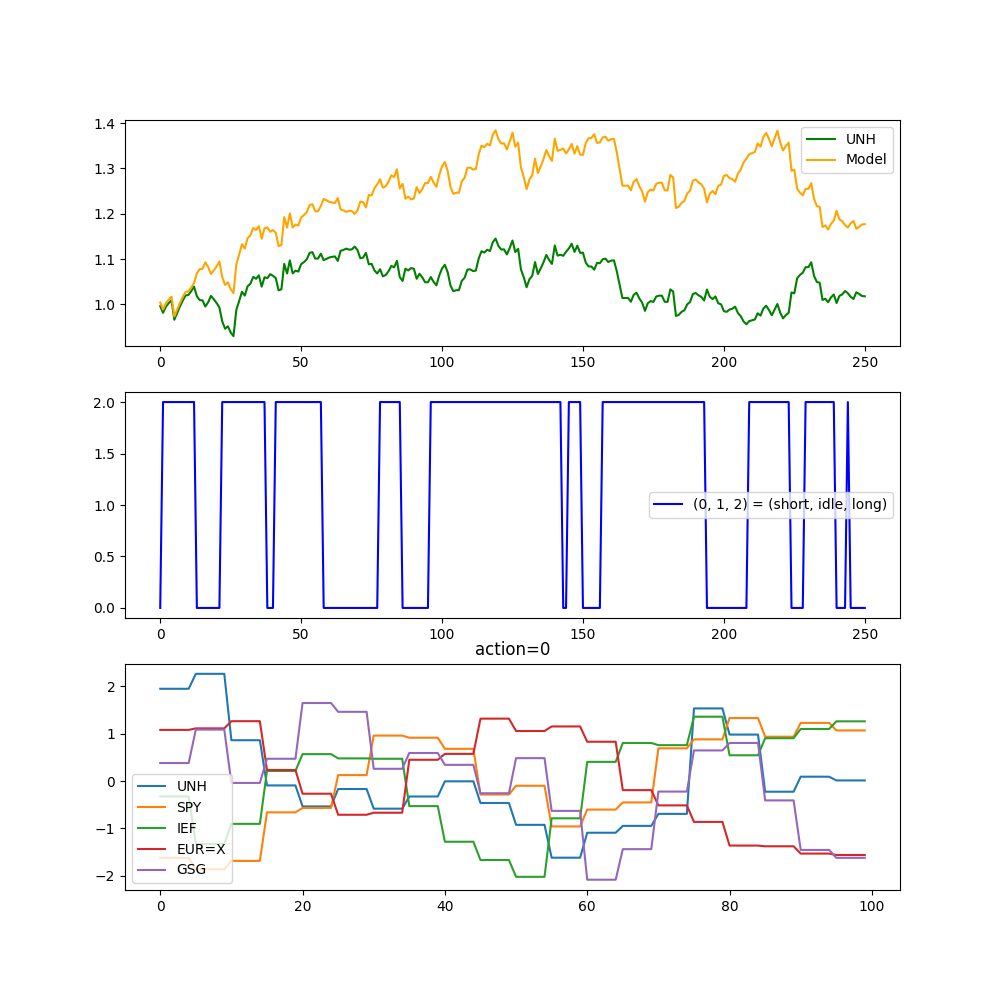 1.4
1.3
1.2
1.1
1.0
UNH
Model
0 50 100 150 200 250
2.0
1.5
1.0
0.5
0.0
(0, 1, 2) = (short, idle, long)
0 50 100 150 200 250
action=0
2
1
0
−1
−2
UNH
SPY
IEF
EUR=X
GSG
0 20 40 60 80 100